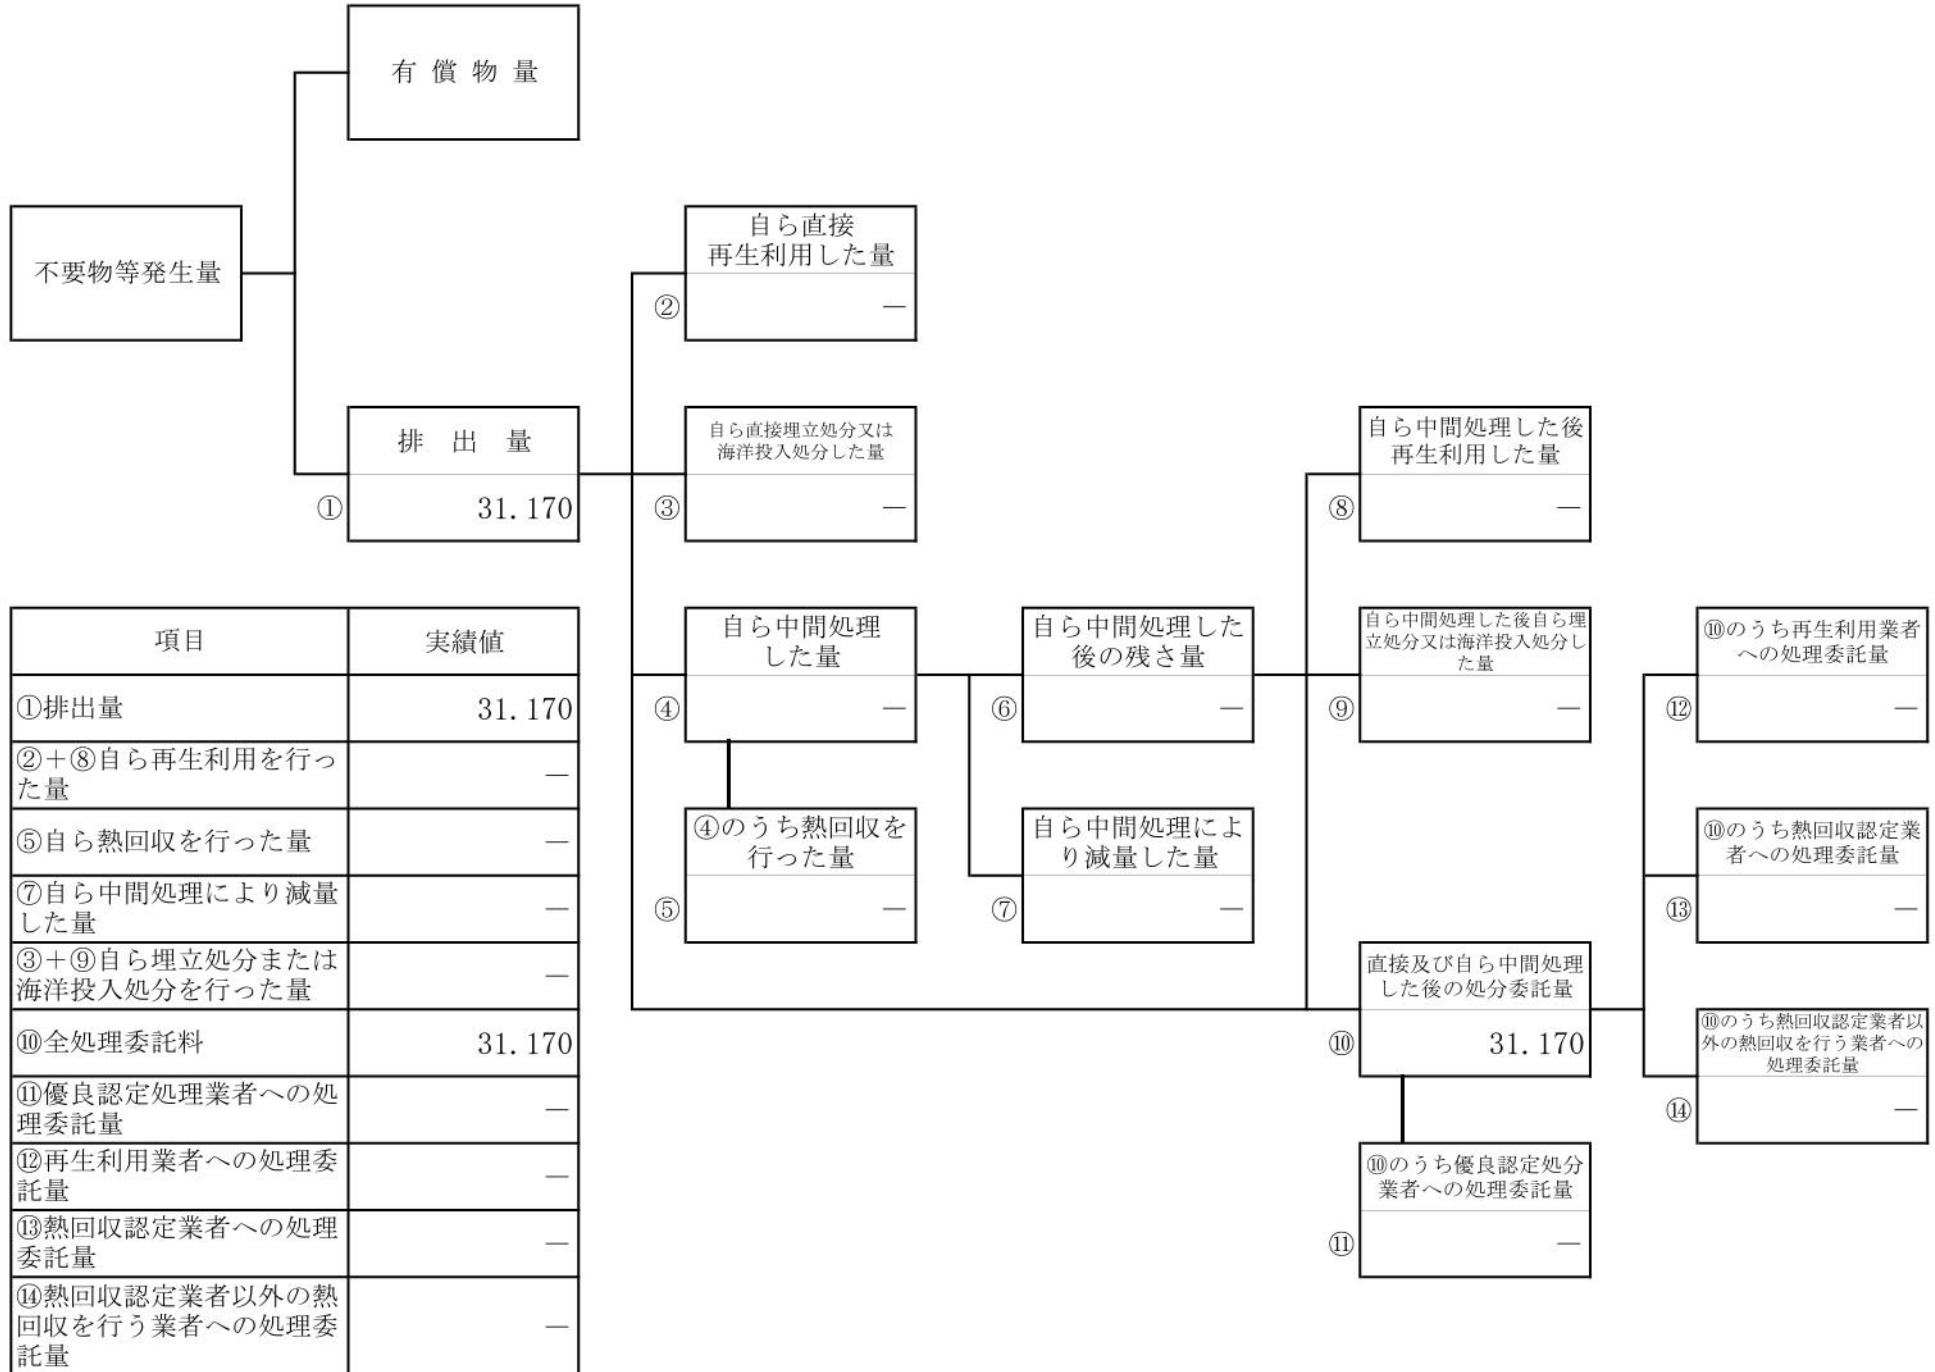 有 償 物 量
不要物等発生量
排 出 量
①
31.170
自ら直接
再生利用した量
②
―
自ら直接埋立処分又は
海洋投入処分した量
③
―
自ら中間処理
した量
④
―
④のうち熱回収を
行った量
⑤
―
自ら中間処理した
後の残さ量
⑥
―
自ら中間処理によ
り減量した量
⑦
―
自ら中間処理した後
再生利用した量
⑧
―
自ら中間処理した後自ら埋
立処分又は海洋投入処分し
た量
⑨
―
直接及び自ら中間処理
した後の処分委託量
⑩
31.170
⑩のうち優良認定処分
業者への処理委託量
⑪
―
⑩のうち再生利用業者
への処理委託量
⑫
―
⑩のうち熱回収認定業
者への処理委託量
⑬
―
⑩のうち熱回収認定業者以
外の熱回収を行う業者への
処理委託量
⑭
―
項目
実績値
①排出量
31.170
②＋⑧自ら再生利用を行っ
た量
―
⑤自ら熱回収を行った量
―
⑦自ら中間処理により減量
した量
―
③＋⑨自ら埋立処分または
海洋投入処分を行った量
―
⑩全処理委託料
31.170
⑪優良認定処理業者への処
理委託量
―
⑫再生利用業者への処理委
託量
―
⑬熱回収認定業者への処理
委託量
―
⑭熱回収認定業者以外の熱
回収を行う業者への処理委
託量
―